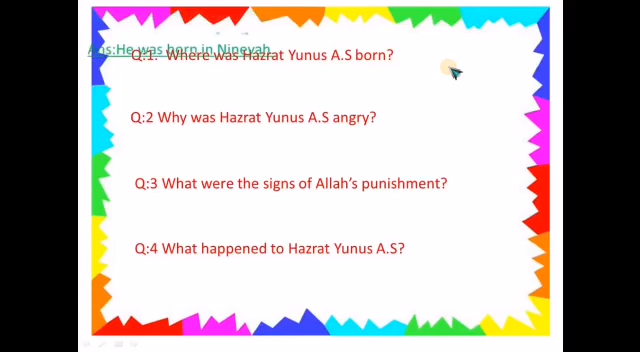 Ans:He was born in Ninevah
Q:1. Where was Hazrat Yunus A.S born?
Q:2 Why was Hazrat Yunus A.S angry?
Q:3 What were the signs of Allah's punishment?
Q:4 What happened to Hazrat Yunus A.S?